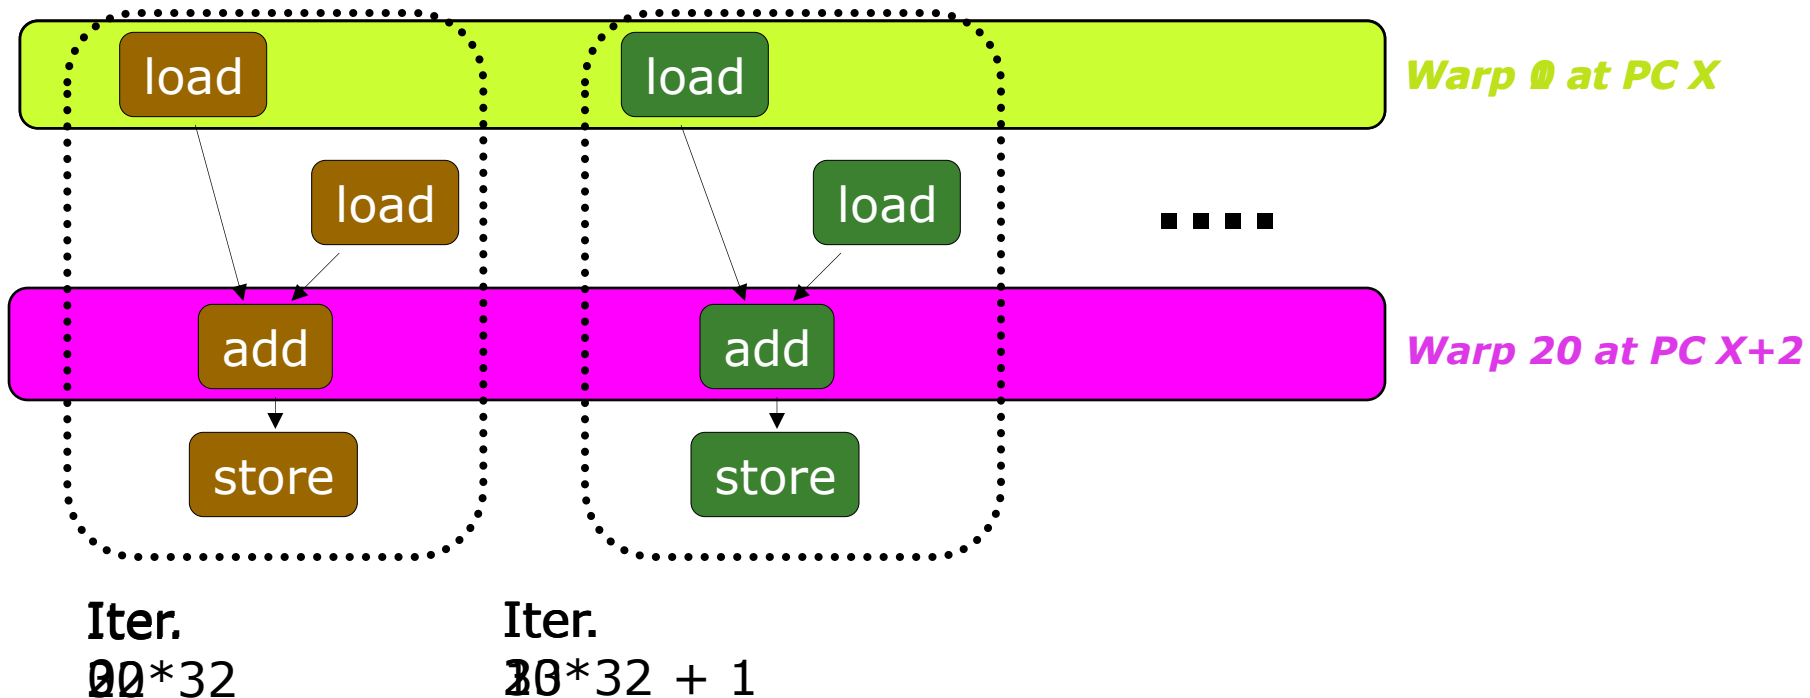 load load Warp at PC X
load load
add add Warp 20 at PC X+2
store store
Iter. Iter.
*32 *32 + 1